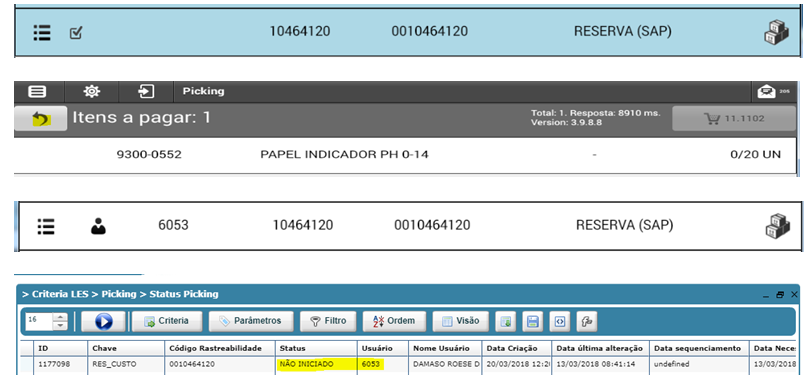 10464120 0010464120 RESERVA (SAP)
Picking 205
Itens a pagar: 1 Total: 1. Resposta: 8910 ms. 11.1102
Version: 3.9.8.8
9300-0552 PAPEL INDICADOR PH 0-14 - 0/20 UN
6053 10464120 0010464120 RESERVA (SAP)
> Criteria LES > Picking > Status Picking
16 Criteria Parâmetros Filtro Ordem Visão
ID Chave Código Rastreabilidade Status Usuário Nome Usuário Data Criação Data última alteração Data sequenciamento Data Neces
1177098 RES_CUSTO 0010464120 NÃO INICIADO 6053 DAMASO ROESE D 20/03/2018 12:2 13/03/2018 08:41:14 undefined 13/03/2018